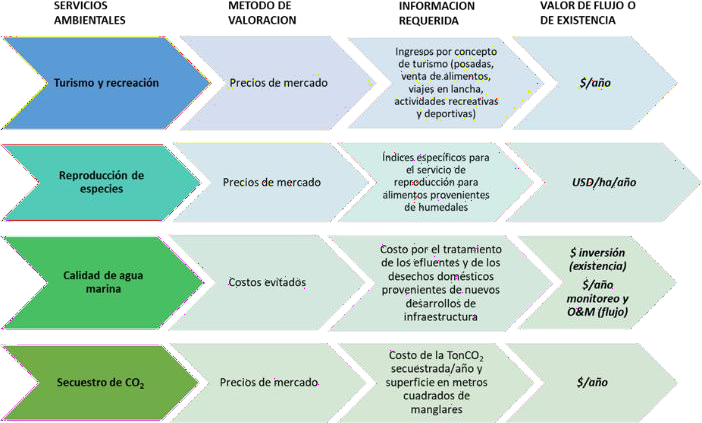 SERVICIOS
AMBIENTALES
METODO DE
VALORACION
INFORMACION
REQUERIDA
VALOR DE FLUJO O
DE EXISTENCIA
Turismo y recreación
Precios de mercado
Ingresos por concepto
de turismo (posadas,
venta de alimentos,
viajes en lancha,
actividades recreativas
y deportivas)
$/año
Reproducción de
especies
Precios de mercado
Índices específicos para
el servicio de
reproducción para
alimentos provenientes
de humedales
USD/ha/año
Calidad de agua
marina
Costos evitados
Costo por el tratamiento
de los efluentes y de los
desechos domésticos
provenientes de nuevos
desarrollos de
infraestructura
$ inversión
(existencia)
$/año
monitoreo y
O&M (flujo)
Secuestro de CO₂
Precios de mercado
Costo de la TonCO₂
secuestrada/año y
superficie en metros
cuadrados de
manglares
$/año